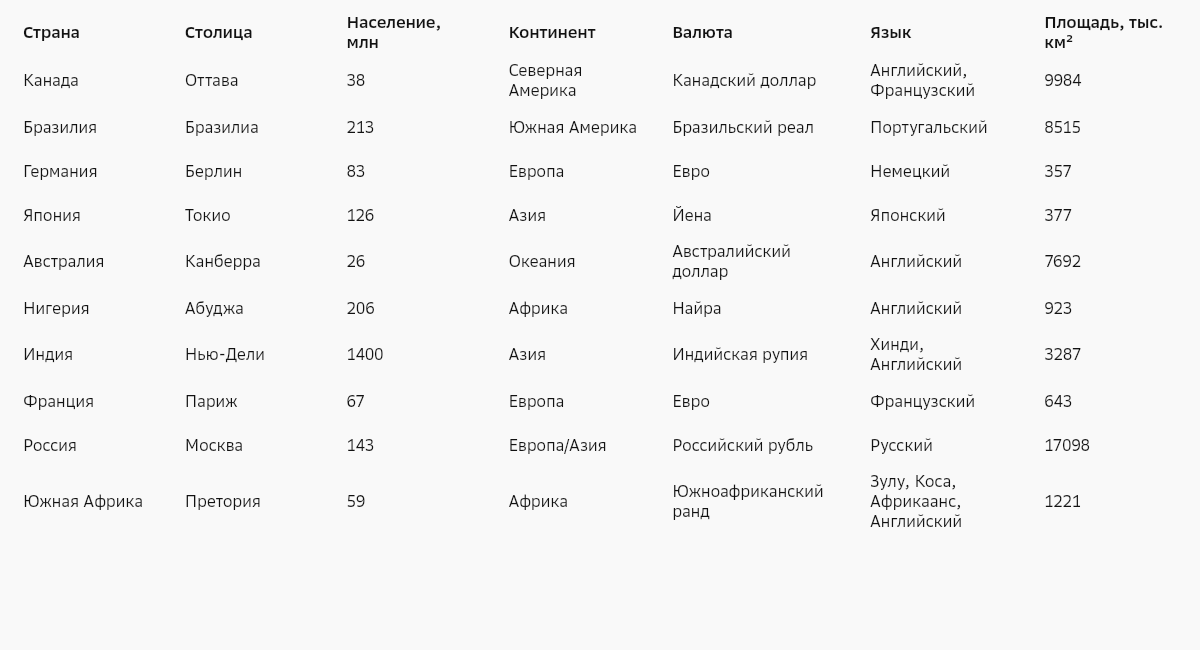 Страна Столица Население, млн Континент Валюта Язык Площадь, тыс. км²
Канада Оттава 38 Северная Америка Канадский доллар Английский, Французский 9984
Бразилия Бразилиа 213 Южная Америка Бразильский реал Португальский 8515
Германия Берлин 83 Европа Евро Немецкий 357
Япония Токио 126 Азия Йена Японский 377
Австралия Канберра 26 Океания Австралийский доллар Английский 7692
Нигерия Абуджа 206 Африка Найра Английский 923
Индия Нью-Дели 1400 Азия Индийская рупия Хинди, Английский 3287
Франция Париж 67 Европа Евро Французский 643
Россия Москва 143 Европа/Азия Российский рубль Русский 17098
Южная Африка Претория 59 Африка Южноафриканский ранд Зулу, Коса, Африкаанс, Английский 1221